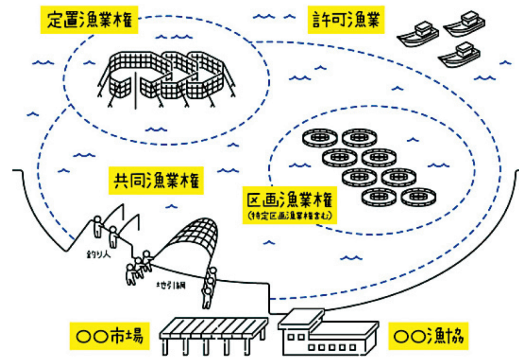 定置漁業権
許可漁業
共同漁業権
区画漁業権
(特定区画漁業権含む)
釣り人
地引網
〇〇市場
〇〇漁協